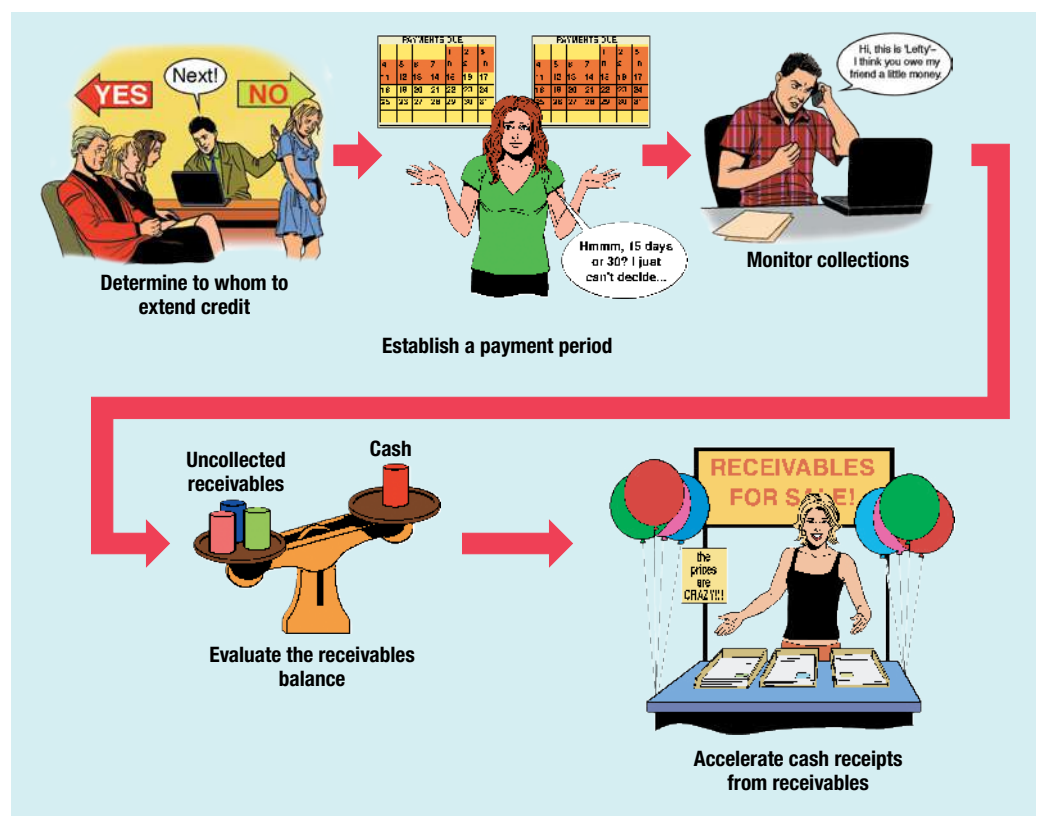 YES
Next!
NO
PAYMENTS DUE
PAYMENTS DUE
Hi, this is 'Lefty'–
I think you owe my
friend a little money.
Hmmm, 15 days
or 30? I just
can't decide...
Determine to whom to
extend credit
Establish a payment period
Monitor collections
Uncollected
receivables
Cash
Evaluate the receivables
balance
RECEIVABLES
FOR SALE!
the
prices
are
CRAZY!!!
Accelerate cash receipts
from receivables